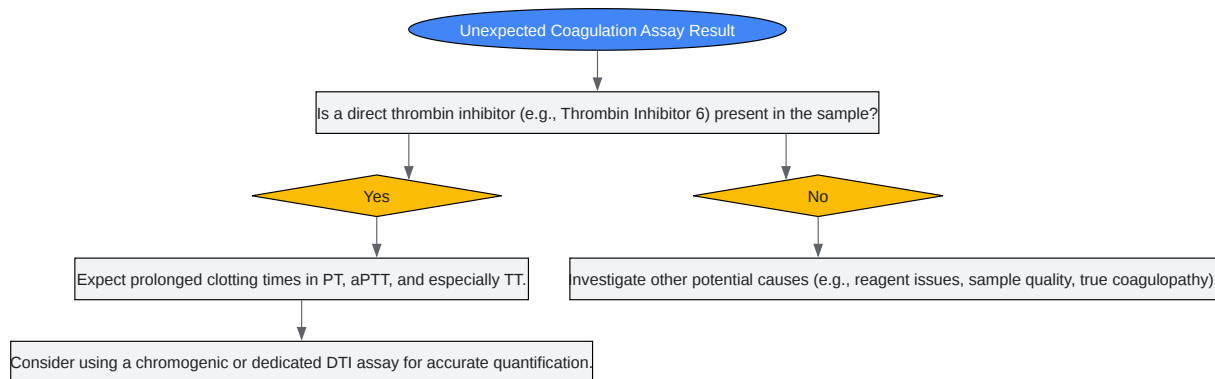 Unexpected Coagulation Assay Result
Is a direct thrombin inhibitor (e.g., Thrombin Inhibitor 6) present in the sample?
Yes
No
Expect prolonged clotting times in PT, aPTT, and especially TT.
Investigate other potential causes (e.g., reagent issues, sample quality, true coagulopathy)
Consider using a chromogenic or dedicated DTI assay for accurate quantification.